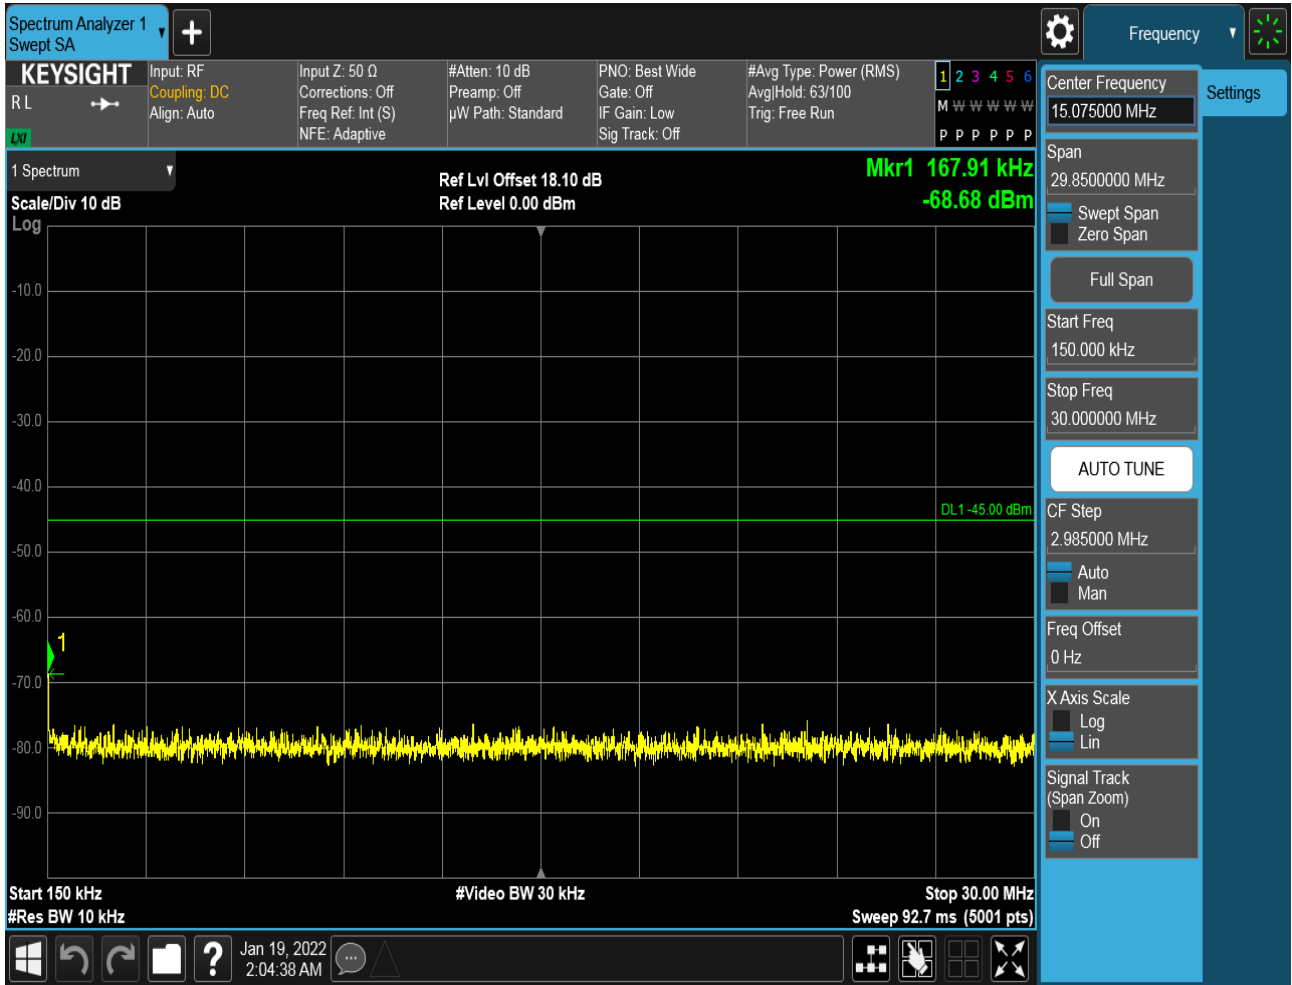 Spectrum Analyzer 1
Swept SA
Frequency
KEYSIGHT
R L
LXI
Input: RF
Coupling: DC
Align: Auto
Input Z: 50 Ω
Corrections: Off
Freq Ref: Int (S)
NFE: Adaptive
#Atten: 10 dB
Preamp: Off
µW Path: Standard
PNO: Best Wide
Gate: Off
IF Gain: Low
Sig Track: Off
#Avg Type: Power (RMS)
Avg|Hold: 63/100
Trig: Free Run
1 2 3 4 5 6
M W W W W W
P P P P P P
1 Spectrum
Scale/Div 10 dB
Log
Ref Lvl Offset 18.10 dB
Ref Level 0.00 dBm
Mkr1 167.91 kHz
-68.68 dBm
-10.0
-20.0
-30.0
-40.0
DL1 -45.00 dBm
-50.0
-60.0
1
-70.0
-80.0
-90.0
Start 150 kHz
#Res BW 10 kHz
#Video BW 30 kHz
Stop 30.00 MHz
Sweep 92.7 ms (5001 pts)
Center Frequency
15.075000 MHz
Settings
Span
29.8500000 MHz
Swept Span
Zero Span
Full Span
Start Freq
150.000 kHz
Stop Freq
30.000000 MHz
AUTO TUNE
CF Step
2.985000 MHz
Auto
Man
Freq Offset
0 Hz
X Axis Scale
Log
Lin
Signal Track
(Span Zoom)
On
Off
?
Jan 19, 2022
2:04:38 AM